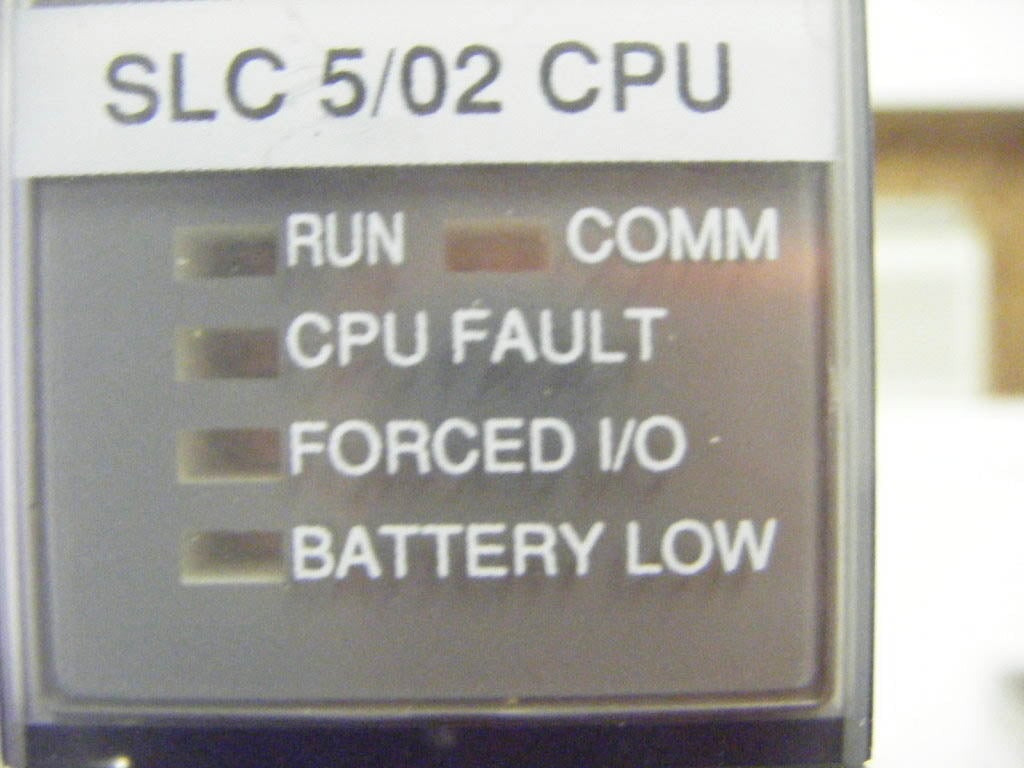 SLC 5/02 CPU
RUN COMM
CPU FAULT
FORCED I/O
BATTERY LOW